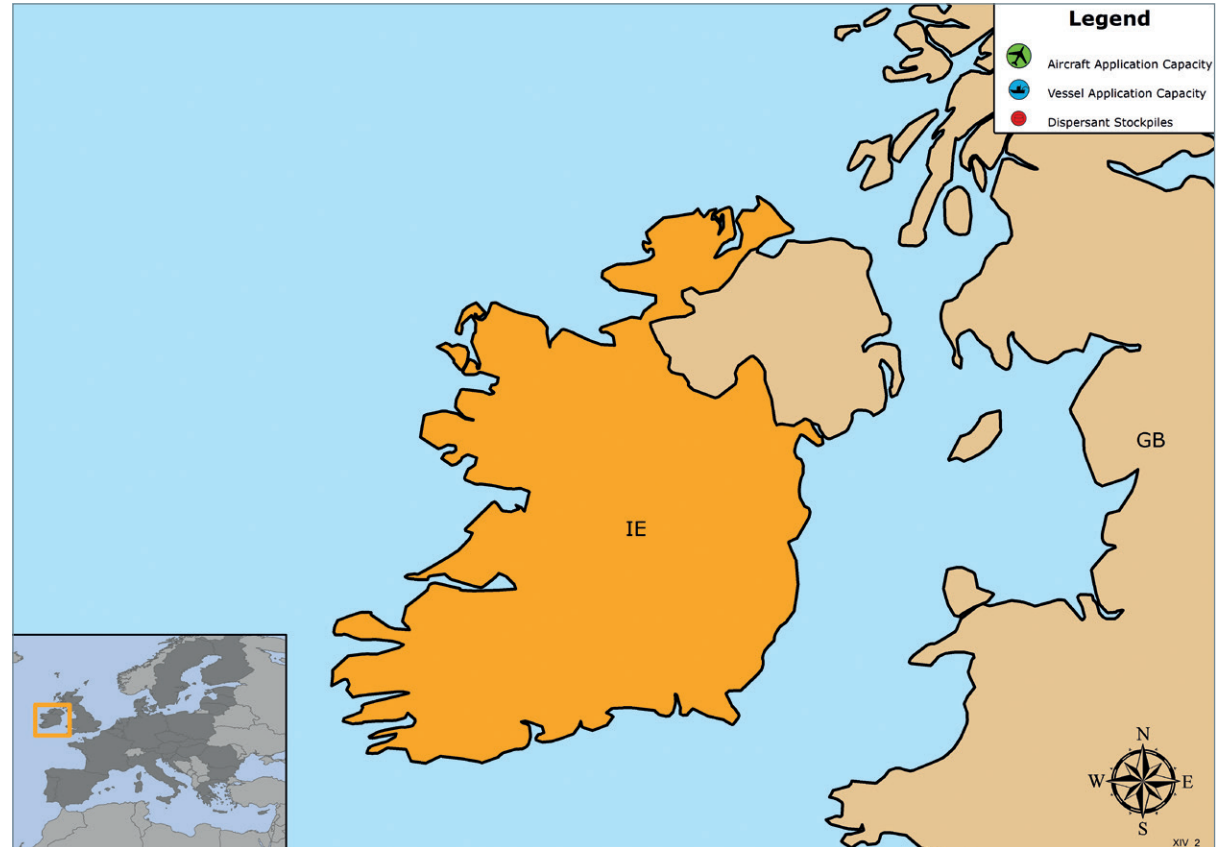 Legend
Aircraft Application Capacity
Vessel Application Capacity
Dispersant Stockpiles
GB
IE
N
W E
S
XIV 2